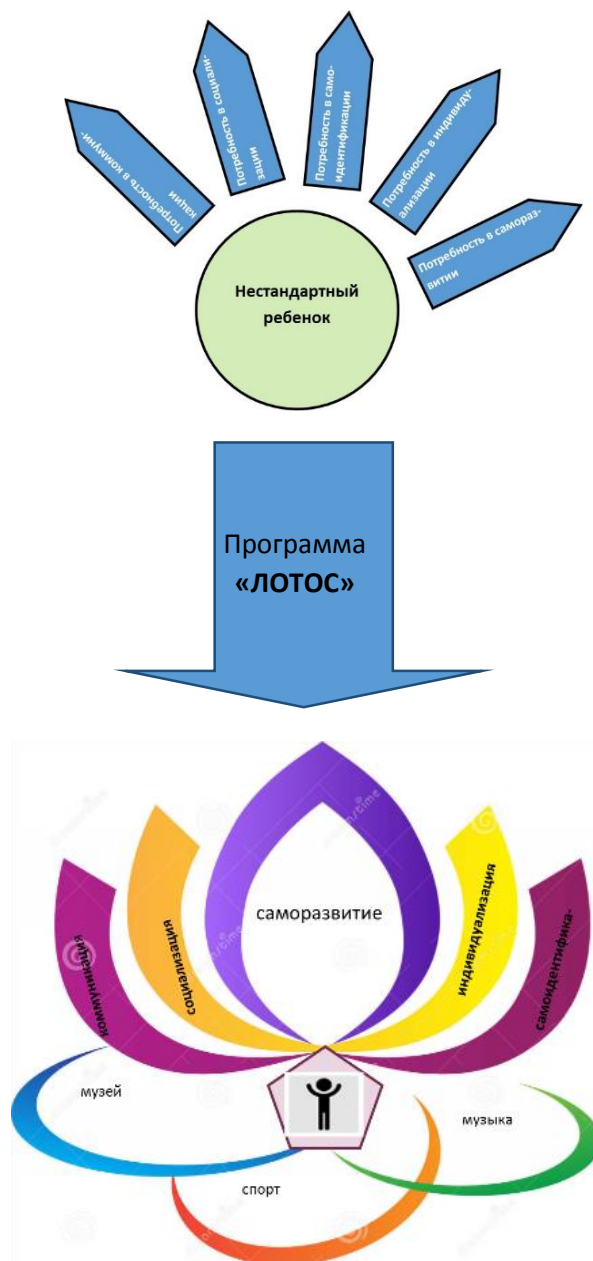 Потребность в коммуни-
кации
Потребность в социали-
зации
Потребность в само-
идентификации
Потребность в индивиду-
ализации
Потребность в самораз-
витии
Нестандартный
ребенок
Программа
«ЛОТОС»
коммуникация
социализация
саморазвитие
индивидуализация
самоидентифика-
музей
музыка
спорт